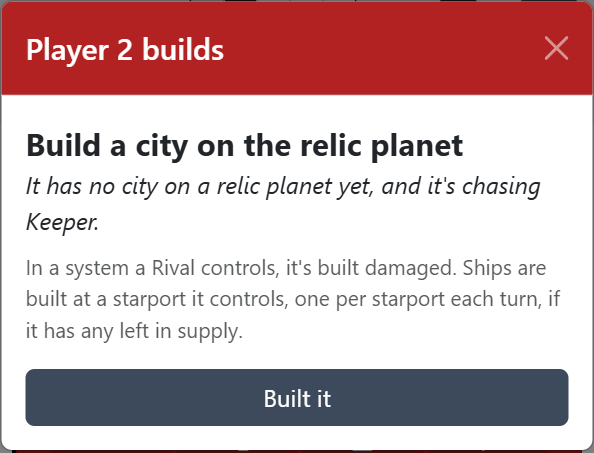 Player 2 builds
Build a city on the relic planet
It has no city on a relic planet yet, and it's chasing
Keeper.
In a system a Rival controls, it's built damaged. Ships are
built at a starport it controls, one per starport each turn, if
it has any left in supply.
Built it